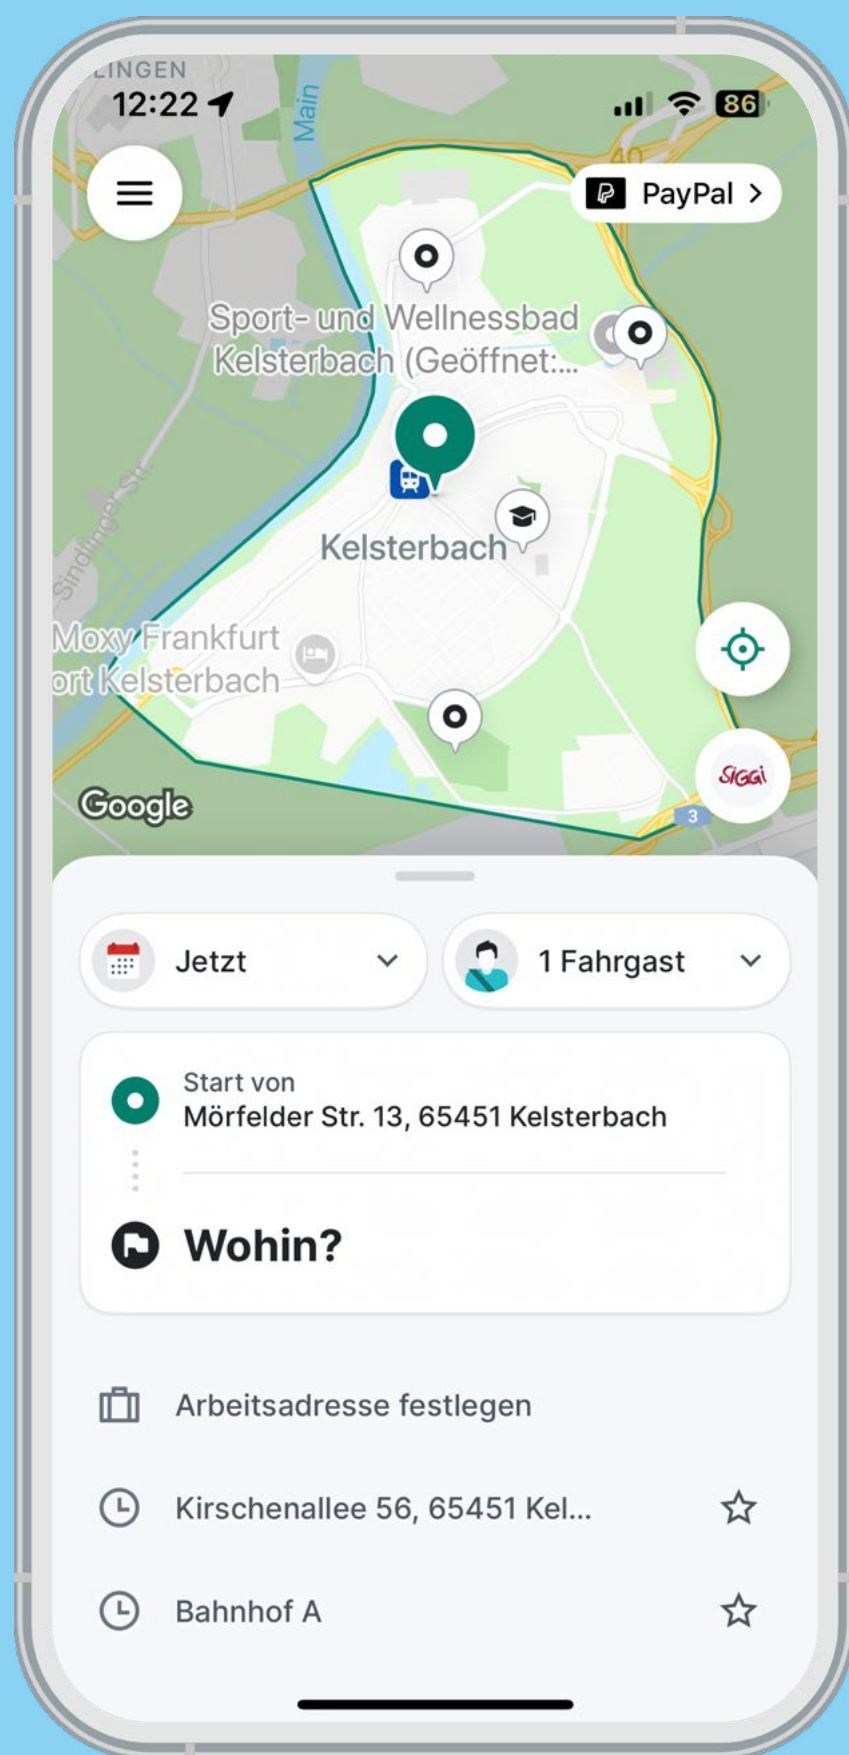 LINGEN
12:22
86
Main
40
PayPal
Sport- und Wellnessbad
Kelsterbach (Geöffnet:...
Sindlinger Str.
Kelsterbach
Moxy Frankfurt
ort Kelsterbach
SIGGi
Google
3
Jetzt
1 Fahrgast
Start von
Mörfelder Str. 13, 65451 Kelsterbach
Wohin?
Arbeitsadresse festlegen
Kirschenallee 56, 65451 Kel...
Bahnhof A